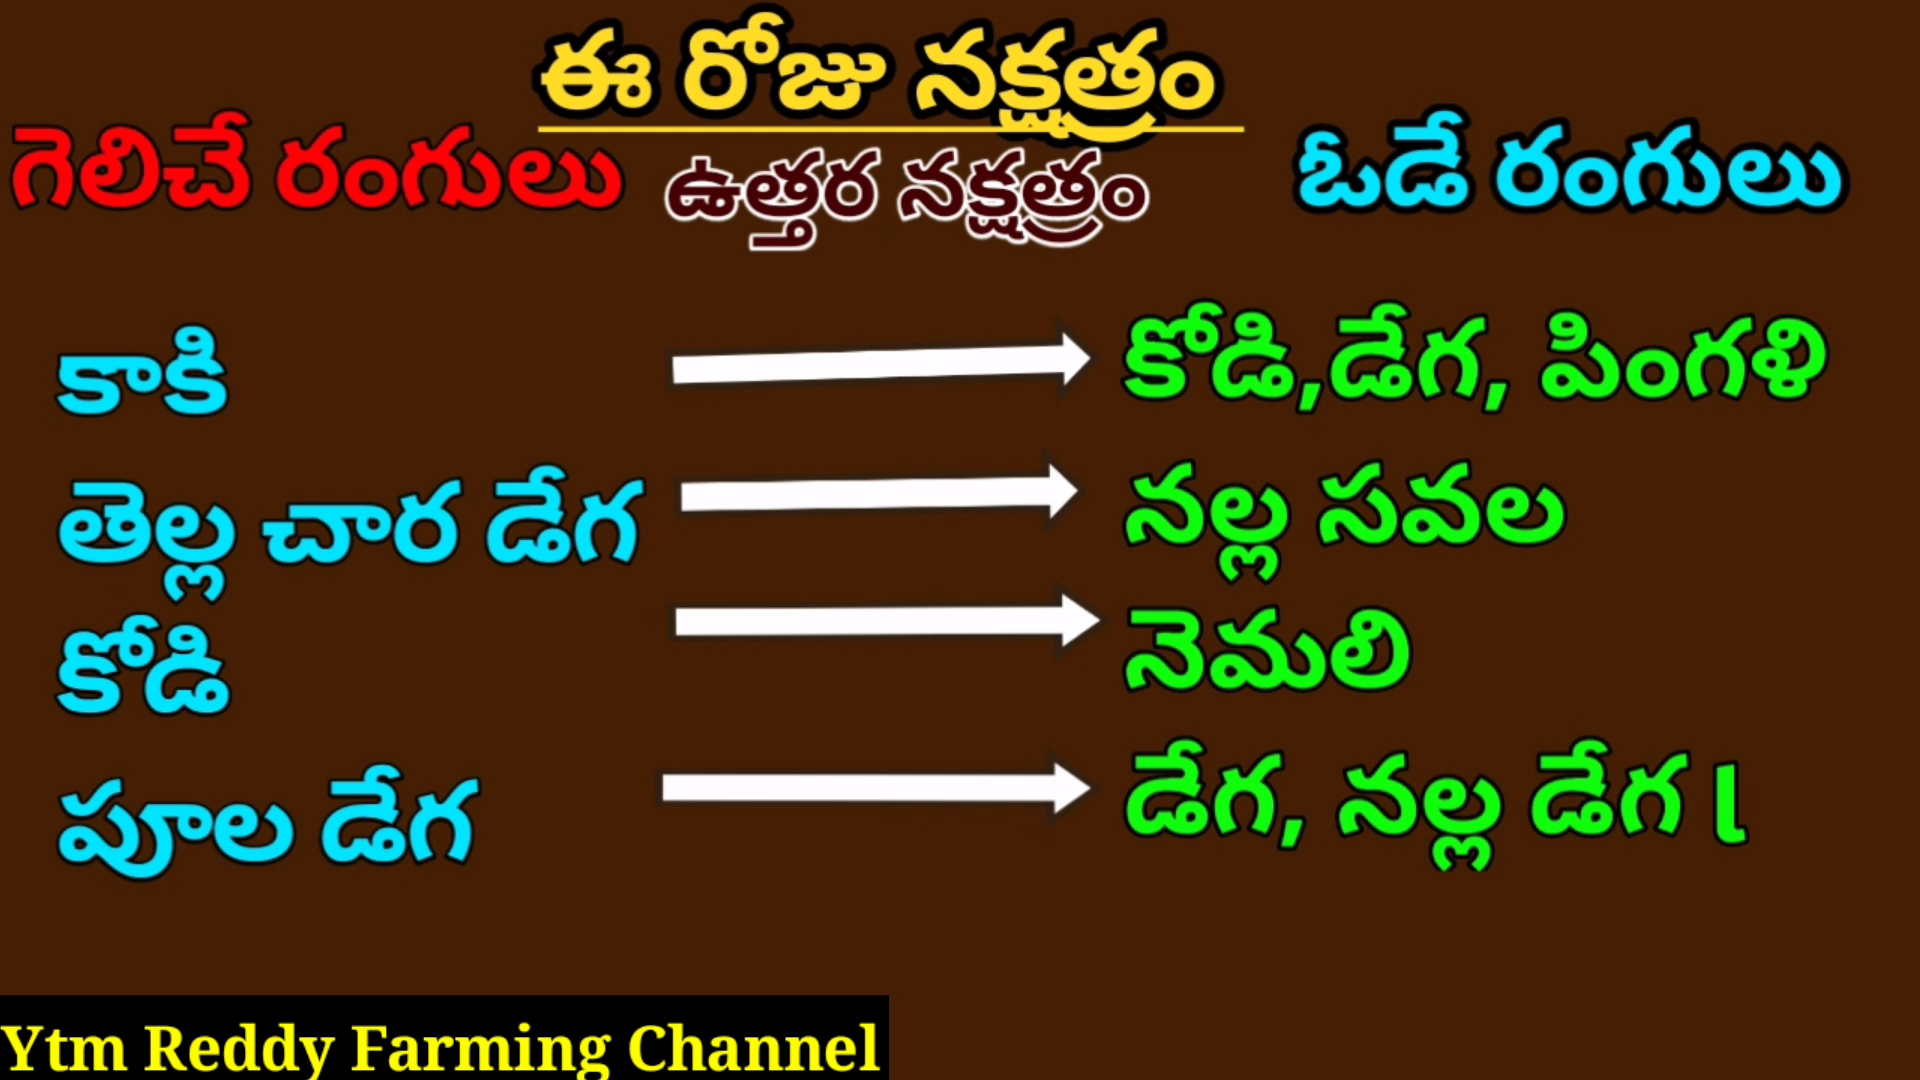 ఈ రోజు నక్షత్రం
గెలిచే రంగులు
ఉత్తర నక్షత్రం
ఓడే రంగులు
కాకి
కోడి,డేగ, పింగళి
తెల్ల చార డేగ
నల్ల సవల
కోడి
నెమలి
పూల డేగ
డేగ, నల్ల డేగ (
Ytm Reddy Farming Channel